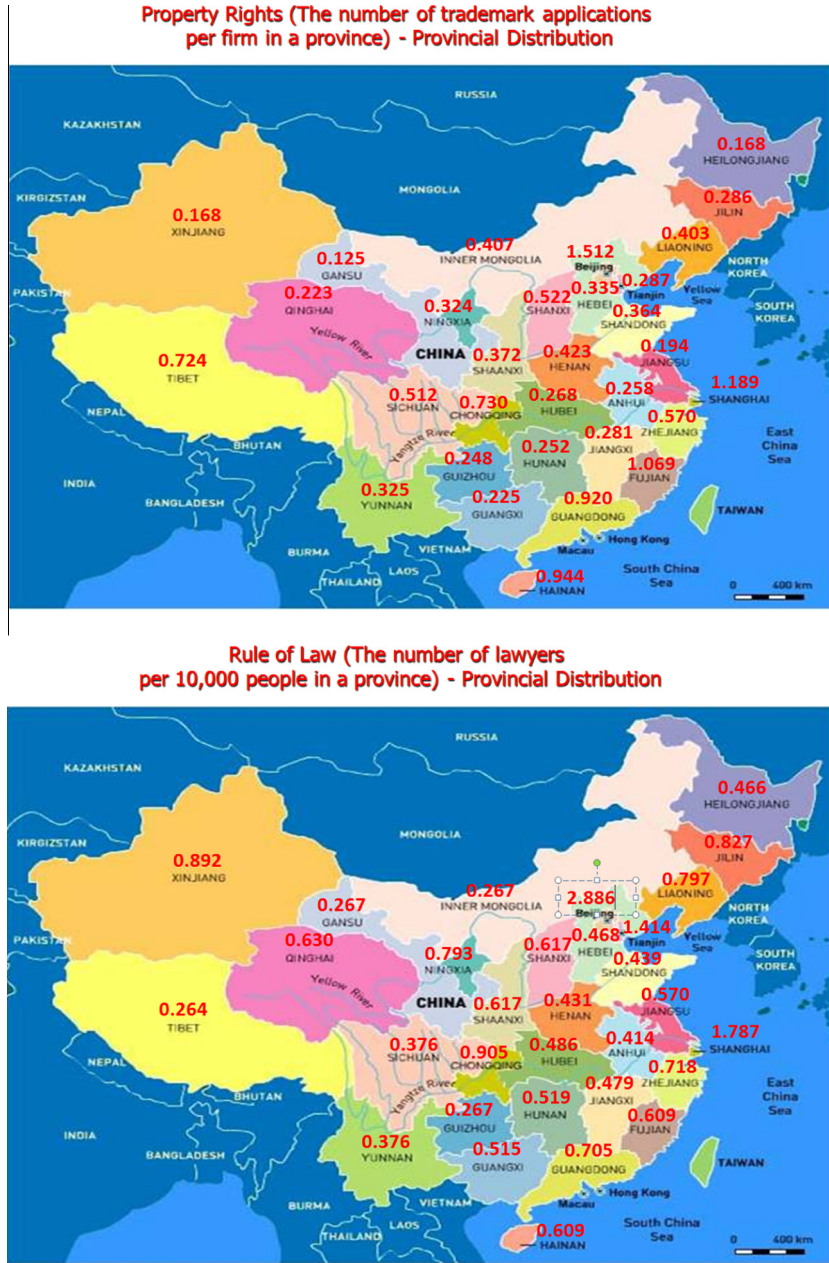 Property Rights (The number of trademark applications
per firm in a province) - Provincial Distribution
RUSSIA
KAZAKHSTAN
0.168
HEILONGJIANG
MONGOLIA
KIRGIZSTAN
0.286
JILIN
0.168
XINJIANG
0.403
LIAONING
0.407
INNER MONGOLIA
1.512
Beijing
0.125
GANSU
NORTH
KOREA
0.287
Tianjin
Yellow
Sea
PAKISTAN
0.223
QINGHAI
0.335
HEBEI
0.522
SHANXI
0.324
NINGXIA
0.364
SHANDONG
SOUTH
KOREA
Yellow River
CHINA
0.372
SHAANXI
0.423
HENAN
0.194
JIANGSU
0.724
TIBET
0.512
SICHUAN
0.730
CHONGQING
0.268
HUBEI
0.258
ANHUI
1.189
SHANGHAI
NEPAL
0.570
ZHEJIANG
Yangtze River
0.281
JIANGXI
East
China
Sea
BHUTAN
0.248
GUIZHOU
0.252
HUNAN
1.069
FUJIAN
INDIA
0.325
YUNNAN
0.225
GUANGXI
0.920
GUANGDONG
BANGLADESH
TAIWAN
BURMA
VIETNAM
Macau
Hong Kong
LAOS
THAILAND
0.944
HAINAN
South China
Sea
0 400 km
Rule of Law (The number of lawyers
per 10,000 people in a province) - Provincial Distribution
RUSSIA
KAZAKHSTAN
0.466
HEILONGJIANG
MONGOLIA
KIRGIZSTAN
0.827
JILIN
0.892
XINJIANG
0.797
LIAONING
0.267
INNER MONGOLIA
2.886
Beijing
0.267
GANSU
NORTH
KOREA
1.414
Tianjin
Yellow
Sea
PAKISTAN
0.630
QINGHAI
0.468
HEBEI
0.617
SHANXI
0.793
NINGXIA
0.439
SHANDONG
SOUTH
KOREA
Yellow River
CHINA
0.617
SHAANXI
0.431
HENAN
0.570
JIANGSU
0.264
TIBET
0.376
SICHUAN
0.905
CHONGQING
0.486
HUBEI
0.414
ANHUI
1.787
SHANGHAI
NEPAL
0.718
ZHEJIANG
Yangtze River
0.479
JIANGXI
East
China
Sea
BHUTAN
0.267
GUIZHOU
0.519
HUNAN
0.609
FUJIAN
INDIA
0.376
YUNNAN
0.515
GUANGXI
0.705
GUANGDONG
BANGLADESH
TAIWAN
BURMA
VIETNAM
Macau
Hong Kong
LAOS
THAILAND
0.609
HAINAN
South China
Sea
0 400 km